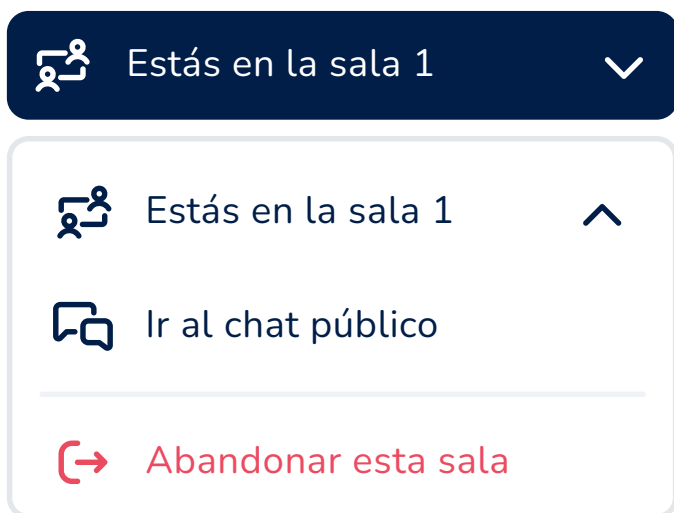 Estás en la sala 1
Estás en la sala 1
Ir al chat público
Abandonar esta sala